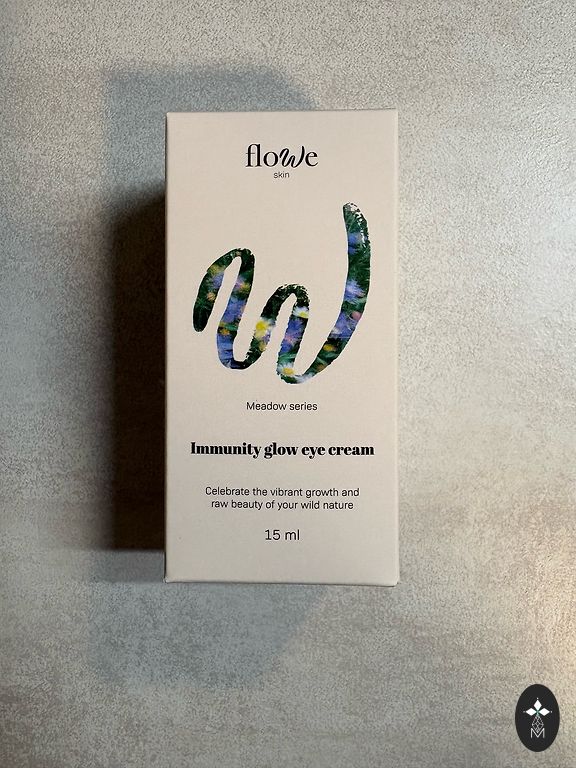 flowe
skin
Meadow series
Immunity glow eye cream
Celebrate the vibrant growth and
raw beauty of your wild nature
15 ml
M